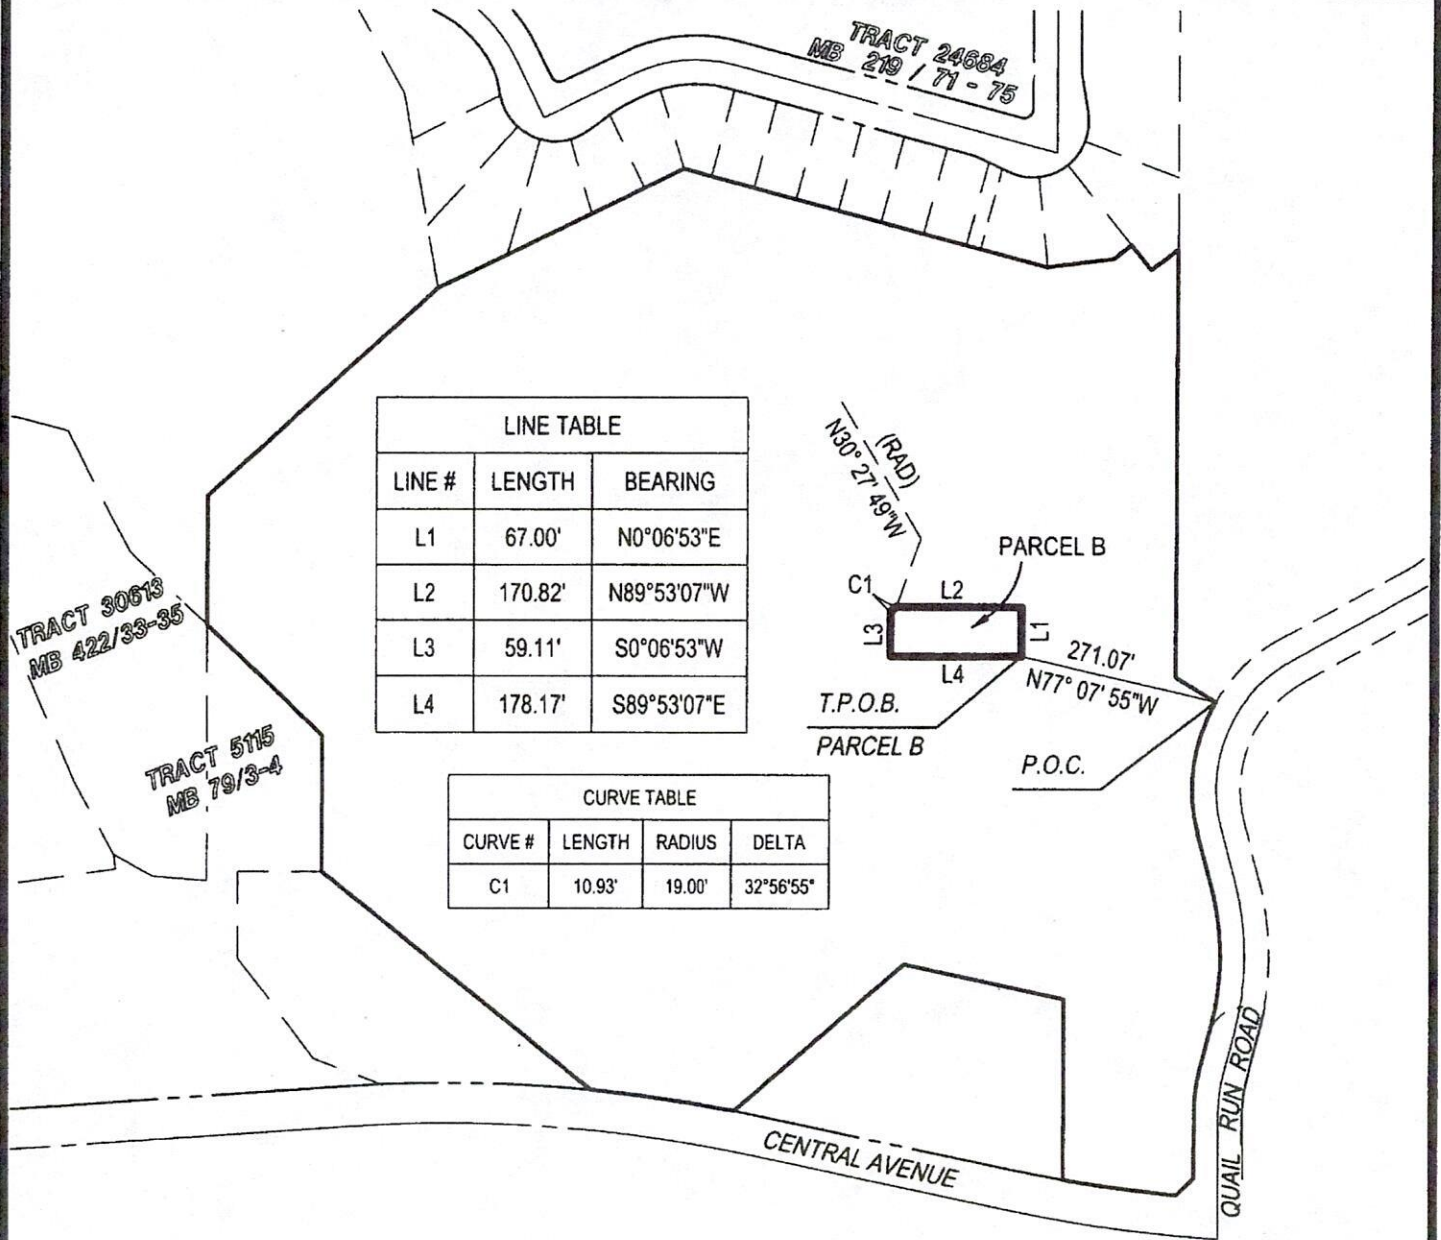 TRACT 24684
MB 219 / 71 - 75
LINE TABLE
LINE # LENGTH BEARING
L1 67.00' N0°06'53"E
L2 170.82' N89°53'07"W
L3 59.11' S0°06'53"W
L4 178.17' S89°53'07"E
(RAD)
N30° 27' 49"W
PARCEL B
C1
L2
L3
L1
L4
271.07'
N77° 07' 55"W
T.P.O.B.
PARCEL B
P.O.C.
TRACT 30613
MB 422/33-35
TRACT 5115
MB 79/3-4
CURVE TABLE
CURVE # LENGTH RADIUS DELTA
C1 10.93' 19.00' 32°56'55"
CENTRAL AVENUE
QUAIL RUN ROAD